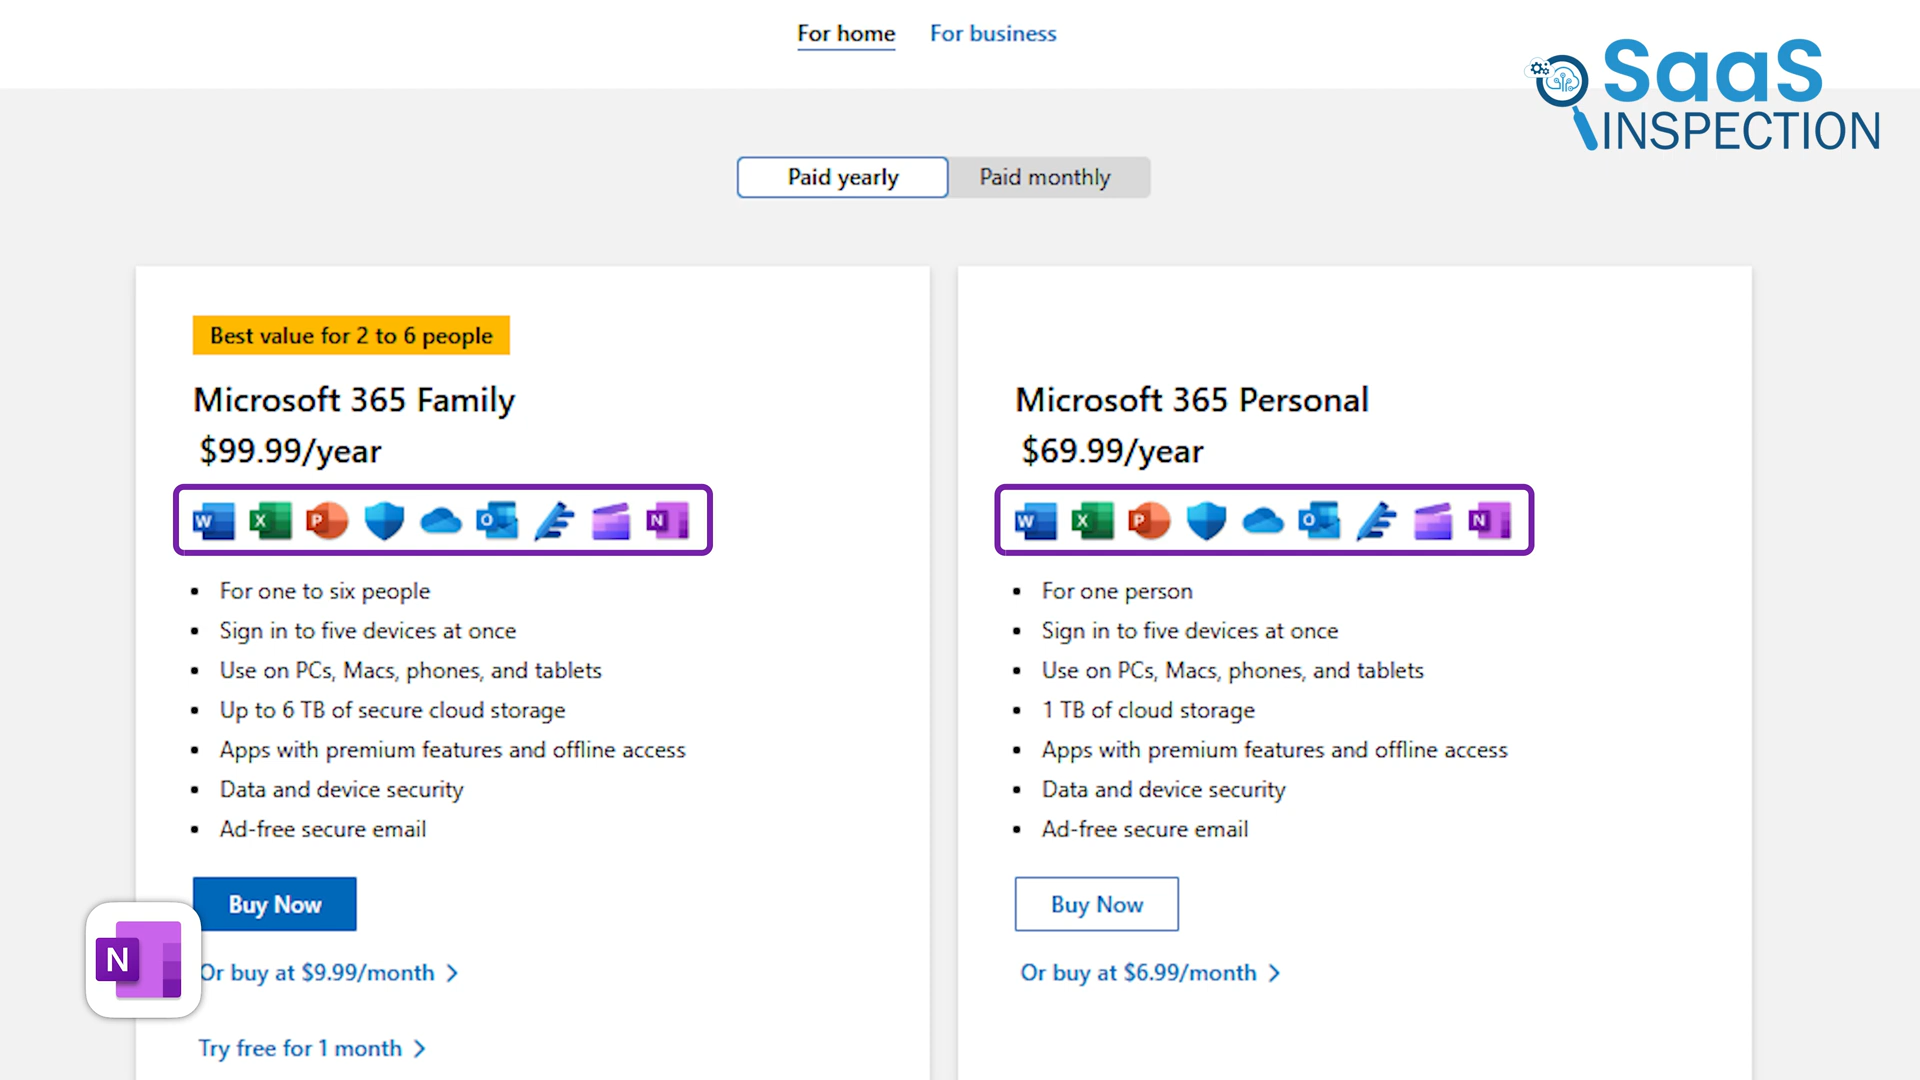 For home For business
SaaS
INSPECTION
Paid yearly Paid monthly
Best value for 2 to 6 people
Microsoft 365 Family
$99.99/year
W X P O N
• For one to six people
• Sign in to five devices at once
• Use on PCs, Macs, phones, and tablets
• Up to 6 TB of secure cloud storage
• Apps with premium features and offline access
• Data and device security
• Ad-free secure email
Buy Now
Or buy at $9.99/month >
Try free for 1 month >
N
Microsoft 365 Personal
$69.99/year
W X P O N
• For one person
• Sign in to five devices at once
• Use on PCs, Macs, phones, and tablets
• 1 TB of cloud storage
• Apps with premium features and offline access
• Data and device security
• Ad-free secure email
Buy Now
Or buy at $6.99/month >